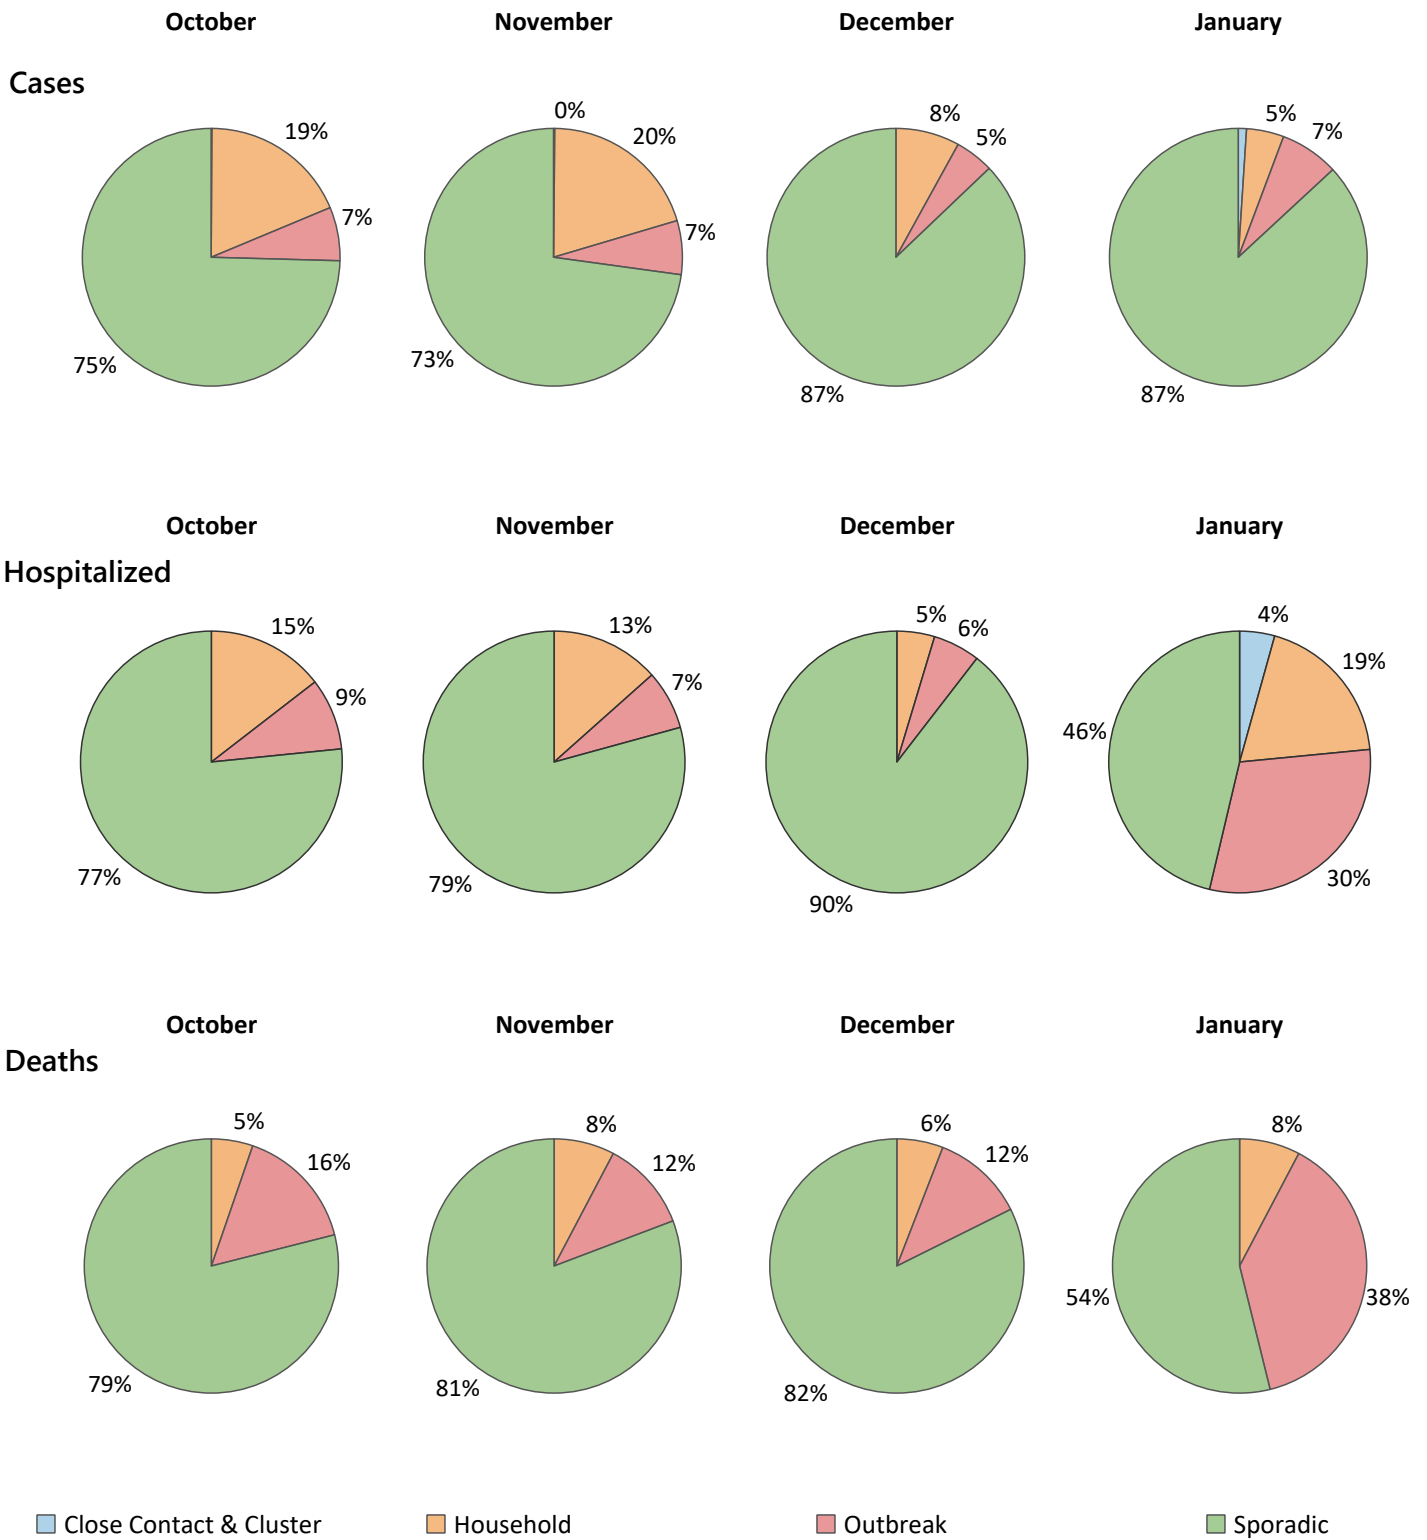 October November December January
Cases
0% 8% 5%
19% 20% 5% 7%
7% 7%
75% 73% 87% 87%
October November December January
Hospitalized
15% 13% 5% 6% 4%
9% 7% 19%
46%
77% 79% 90% 30%
October November December January
Deaths
5% 8% 6% 8%
16% 12% 12%
54% 38%
79% 81% 82%
Close Contact & Cluster Household Outbreak Sporadic